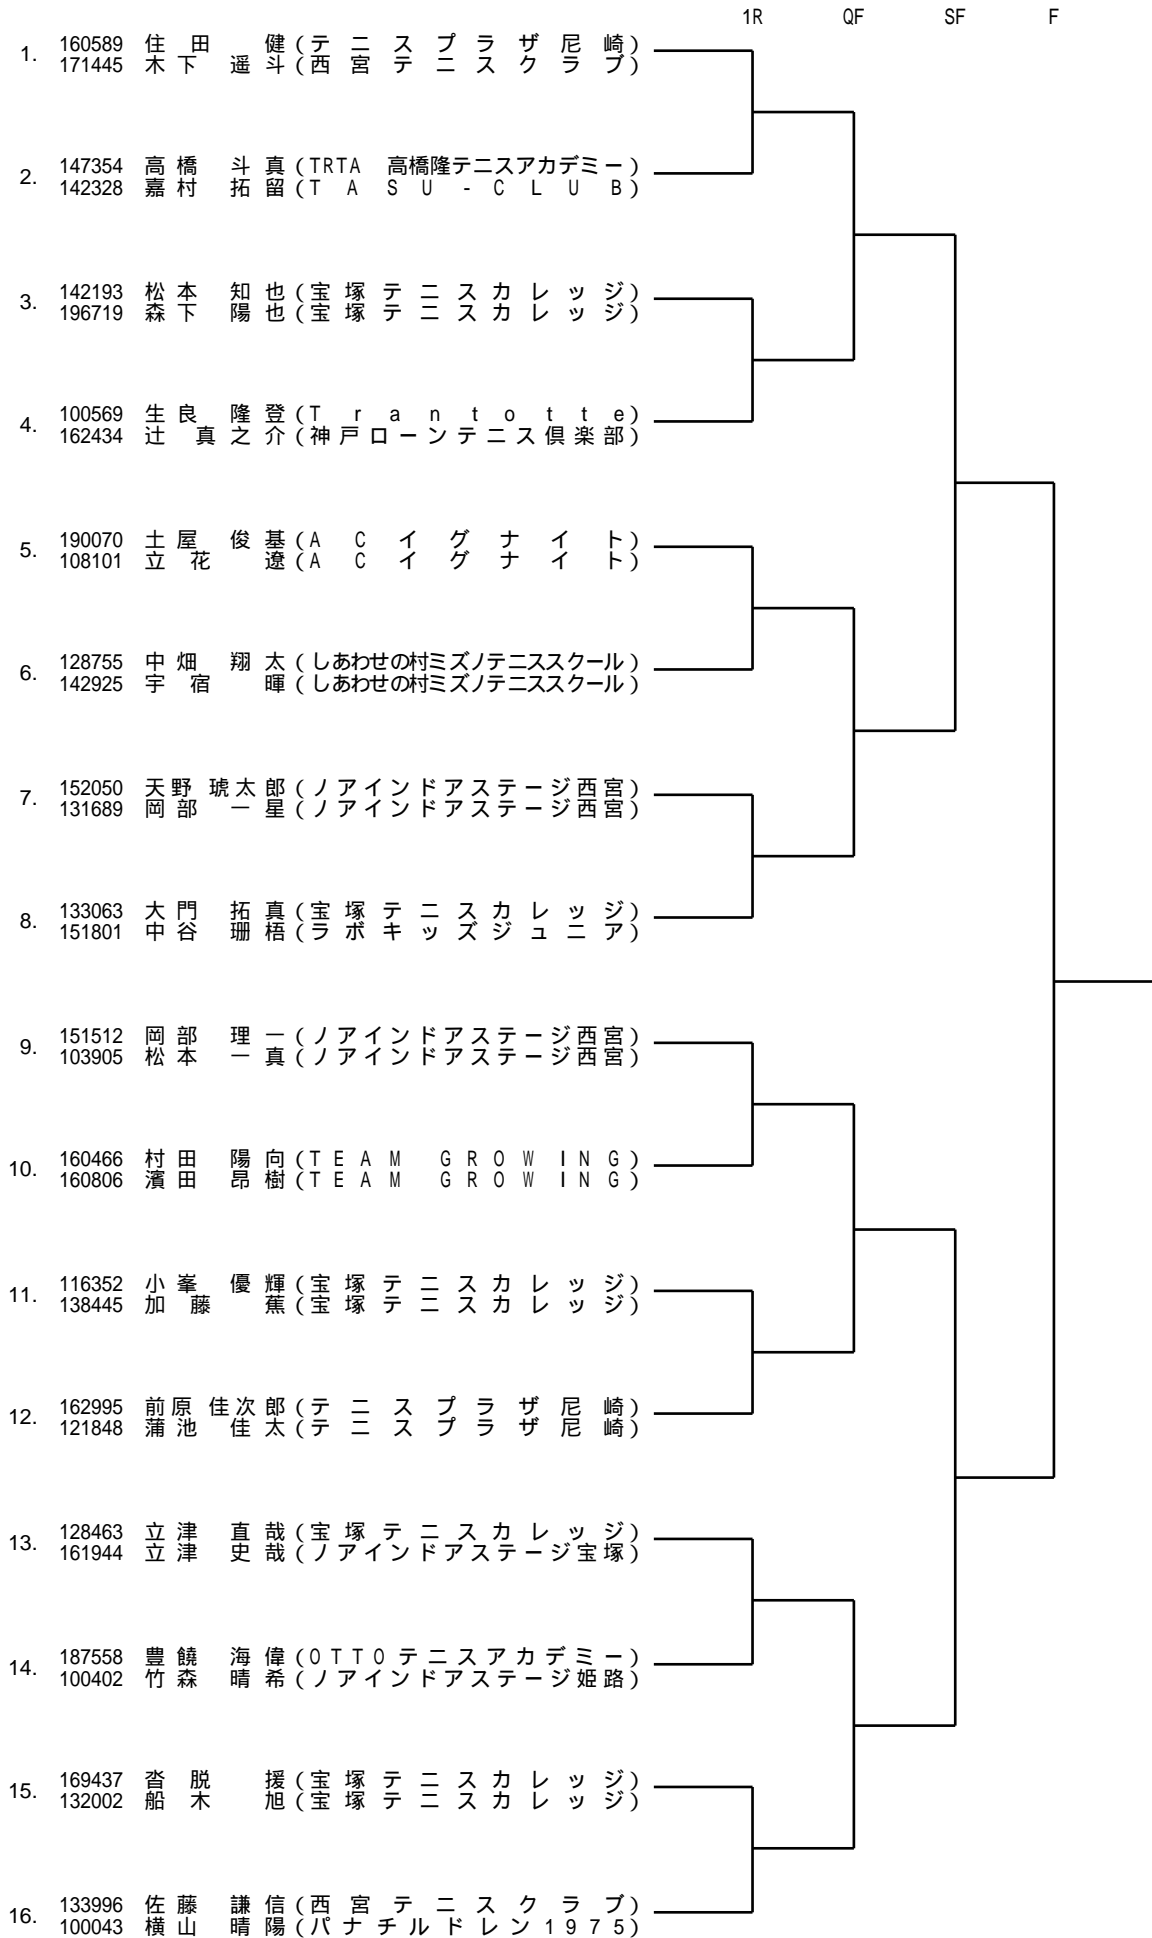 1R QF SF F
1. 160589 住田 健 (テニスプラザ尼崎)
171445 木下 遥斗 (西宮テニスクラブ)
2. 147354 高橋 斗真 (TRTA 高橋隆テニスアカデミー)
142328 嘉村 拓留 (TASU-CLUB)
3. 142193 松本 知也 (宝塚テニスカレッジ)
196719 森下 陽也 (宝塚テニスカレッジ)
4. 100569 生良 隆登 (Trantotte)
162434 辻 真之介 (神戸ローンテニス倶楽部)
5. 190070 土屋 俊基 (ACイグナイト)
108101 立花 遼 (ACイグナイト)
6. 128755 中畑 翔太 (しあわせの村ミズノテニススクール)
142925 宇宿 暉 (しあわせの村ミズノテニススクール)
7. 152050 天野 琥太郎 (ノアインドアステージ西宮)
131689 岡部 一星 (ノアインドアステージ西宮)
8. 133063 大門 拓真 (宝塚テニスカレッジ)
151801 中谷 珊梧 (ラボキッズジュニア)
9. 151512 岡部 理一 (ノアインドアステージ西宮)
103905 松本 一真 (ノアインドアステージ西宮)
10. 160466 村田 陽向 (TEAM GROWING)
160806 濱田 昂樹 (TEAM GROWING)
11. 116352 小峯 優輝 (宝塚テニスカレッジ)
138445 加藤 蕉 (宝塚テニスカレッジ)
12. 162995 前原 佳次郎 (テニスプラザ尼崎)
121848 蒲池 佳太 (テニスプラザ尼崎)
13. 128463 立津 直哉 (宝塚テニスカレッジ)
161944 立津 史哉 (ノアインドアステージ宝塚)
14. 187558 豊饒 海偉 (OTTOテニスアカデミー)
100402 竹森 晴希 (ノアインドアステージ姫路)
15. 169437 沓脱 援 (宝塚テニスカレッジ)
132002 船木 旭 (宝塚テニスカレッジ)
16. 133996 佐藤 謙信 (西宮テニスクラブ)
100043 横山 晴陽 (パナチルドレン1975)